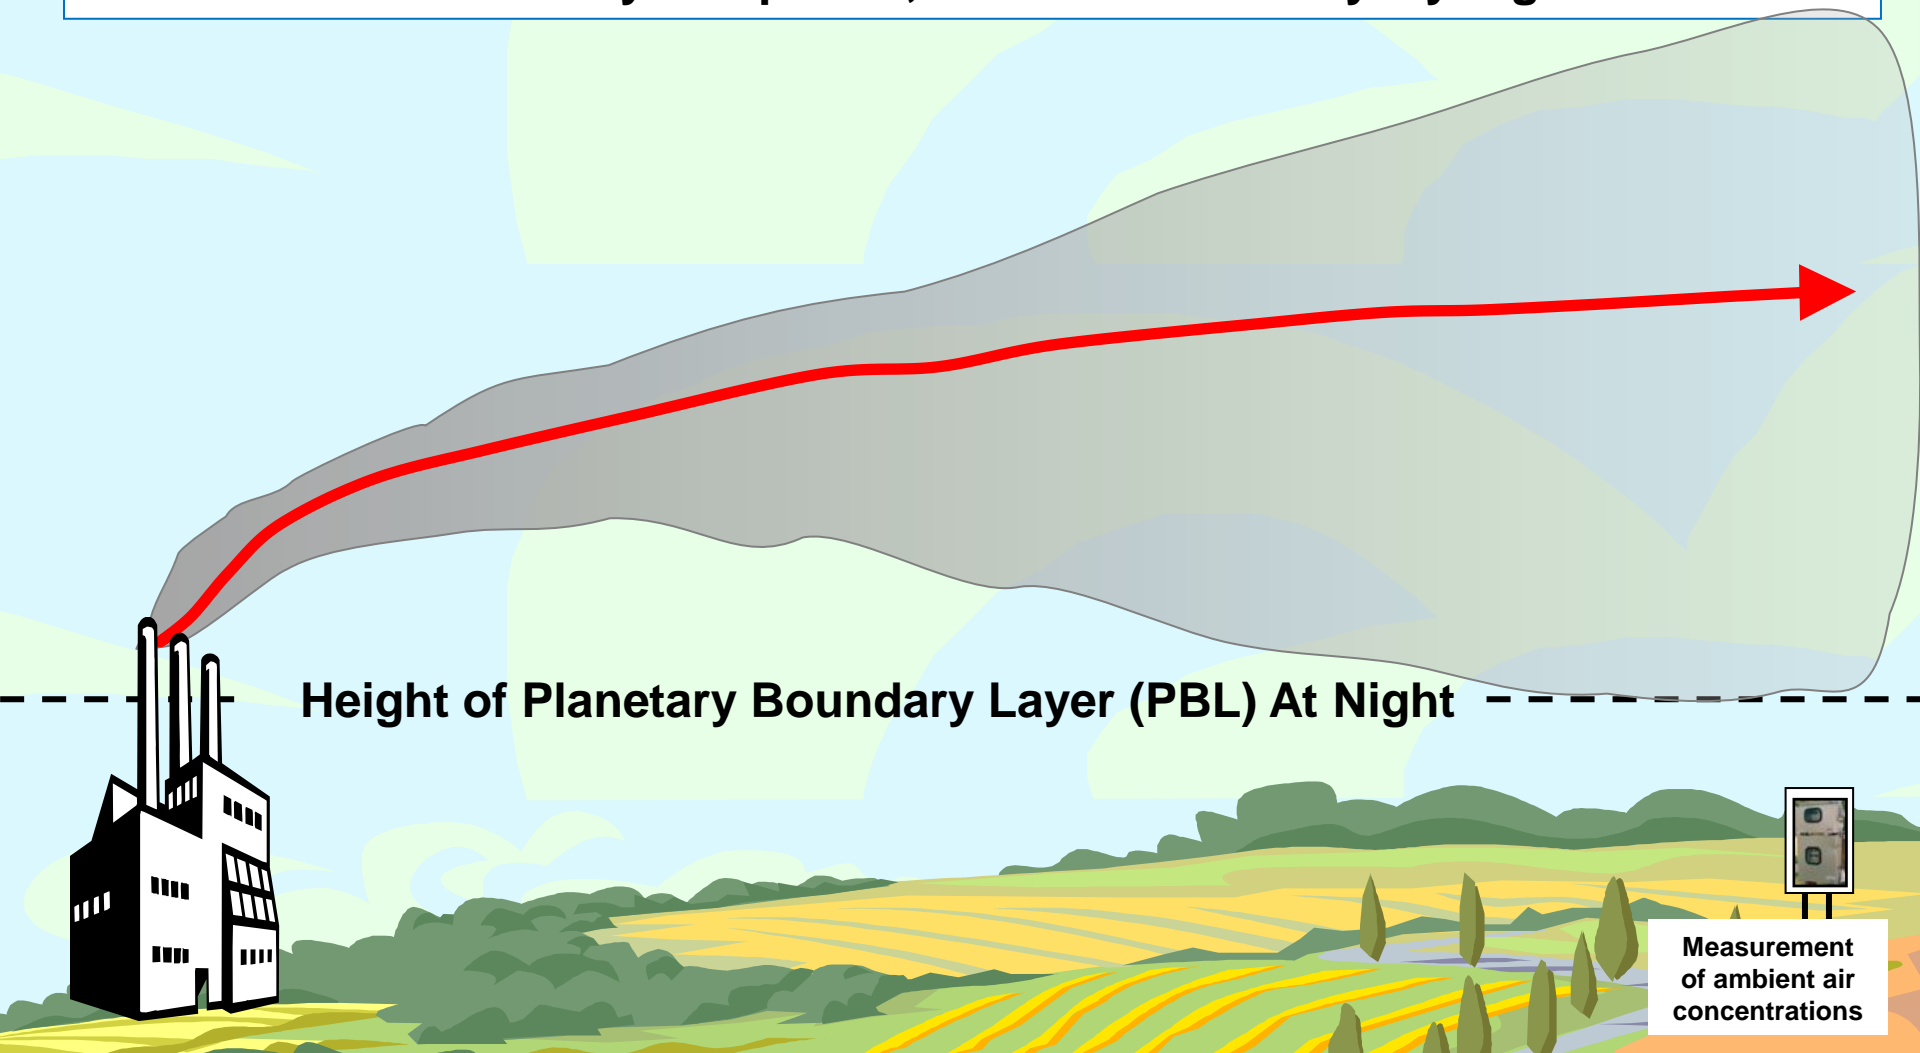 Height of Planetary Boundary Layer (PBL) At Night
Measurement
of ambient air
concentrations